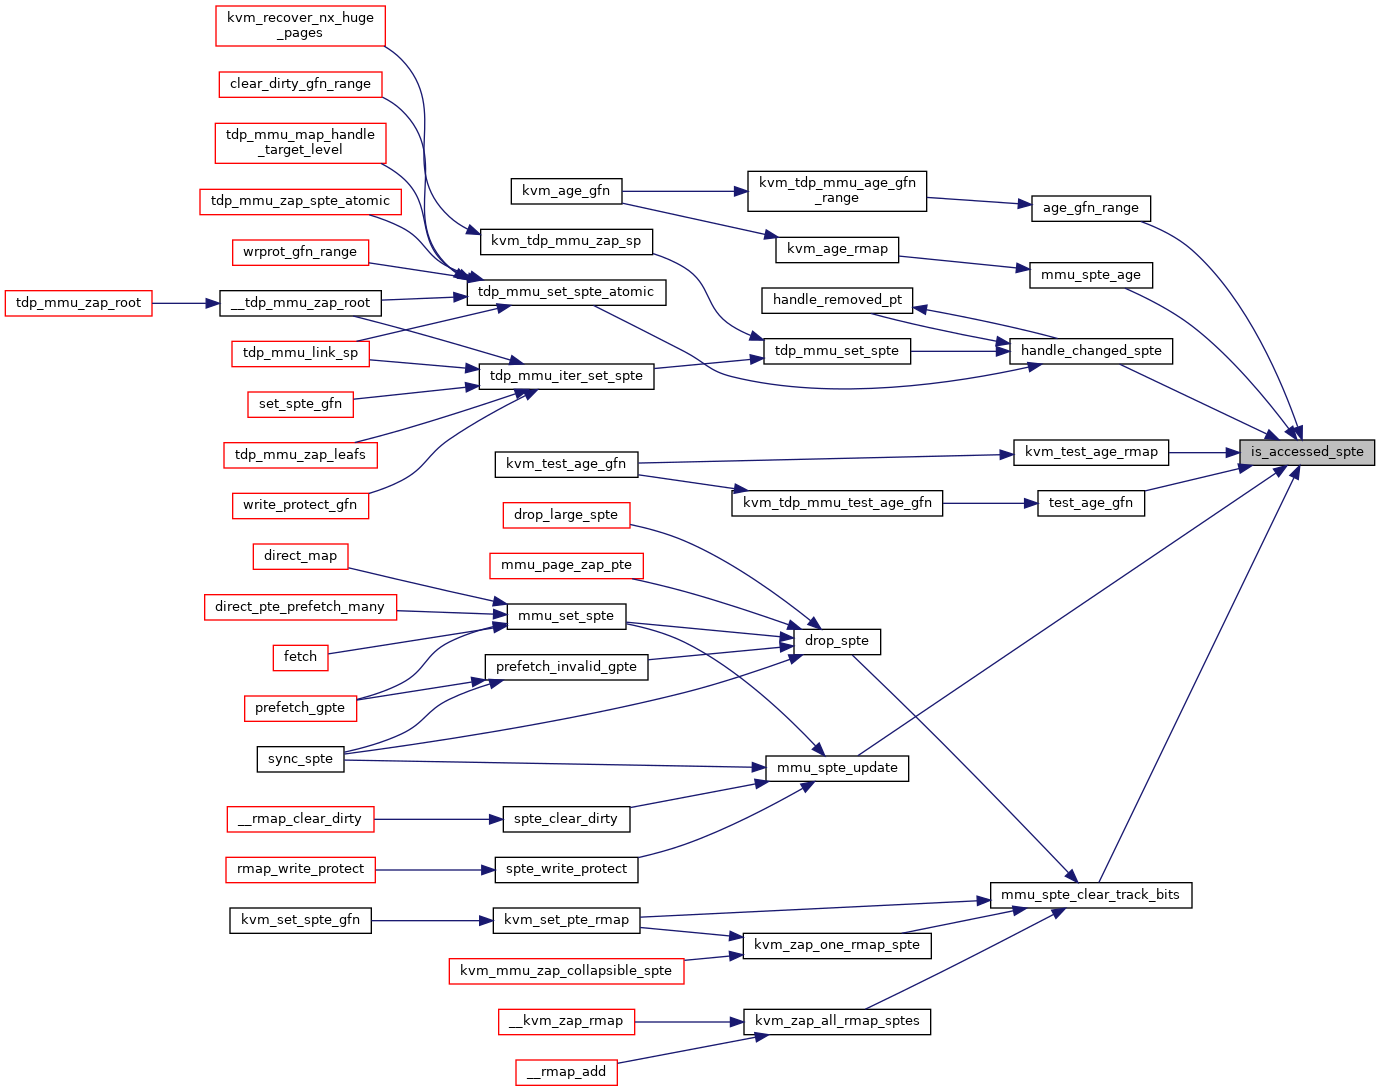 kvm_recover_nx_huge
_pages
clear_dirty_gfn_range
tdp_mmu_map_handle
_target_level
tdp_mmu_zap_spte_atomic
wrprot_gfn_range
tdp_mmu_zap_root
__tdp_mmu_zap_root
tdp_mmu_link_sp
set_spte_gfn
tdp_mmu_zap_leafs
write_protect_gfn
direct_map
direct_pte_prefetch_many
fetch
prefetch_gpte
sync_spte
__rmap_clear_dirty
rmap_write_protect
kvm_set_spte_gfn
kvm_age_gfn
kvm_tdp_mmu_zap_sp
tdp_mmu_set_spte_atomic
tdp_mmu_iter_set_spte
kvm_test_age_gfn
drop_large_spte
mmu_page_zap_pte
mmu_set_spte
prefetch_invalid_gpte
spte_clear_dirty
spte_write_protect
kvm_set_pte_rmap
kvm_mmu_zap_collapsible_spte
__kvm_zap_rmap
__rmap_add
kvm_tdp_mmu_age_gfn
_range
kvm_age_rmap
handle_removed_pt
tdp_mmu_set_spte
kvm_tdp_mmu_test_age_gfn
drop_spte
mmu_spte_update
kvm_zap_one_rmap_spte
kvm_zap_all_rmap_sptes
age_gfn_range
mmu_spte_age
handle_changed_spte
kvm_test_age_rmap
test_age_gfn
mmu_spte_clear_track_bits
is_accessed_spte